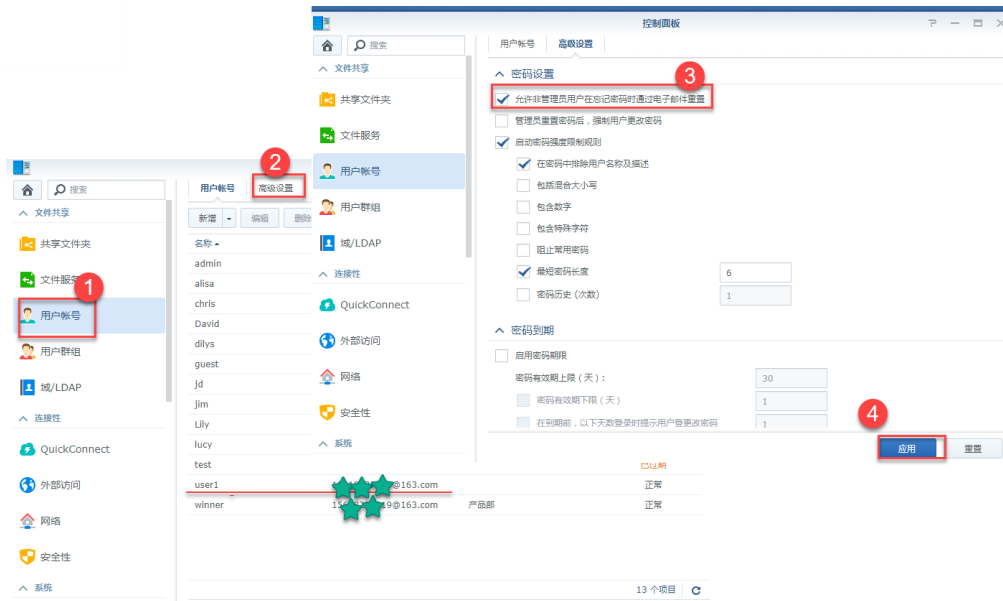 控制面板
搜索
用户帐号
高级设置
文件共享
密码设置
3
共享文件夹
允许非管理员用户在忘记密码时通过电子邮件重置
管理员重置密码后，强制用户更改密码
文件服务
启动密码强度限制规则
在密码中排除用户名称及描述
用户帐号
包括混合大小写
包含数字
用户群组
包含特殊字符
域/LDAP
阻止常用密码
连接性
最短密码长度
6
密码历史（次数）
1
QuickConnect
密码到期
外部访问
启用密码期限
网络
密码有效期上限（天）：
30
密码有效期下限（天）
1
安全性
在到期前，以下天数登录时提示用户登更改密码
1
系统
4
应用
重置
2
搜索
用户帐号
高级设置
文件共享
新增
编辑
删除
共享文件夹
名称
文件服务
admin
1
alisa
用户帐号
chris
David
用户群组
dilys
guest
域/LDAP
jd
连接性
Jim
Lily
QuickConnect
lucy
test
已过期
外部访问
user1
@163.com
正常
winner
19@163.com
产品部
正常
网络
安全性
系统
13 个项目